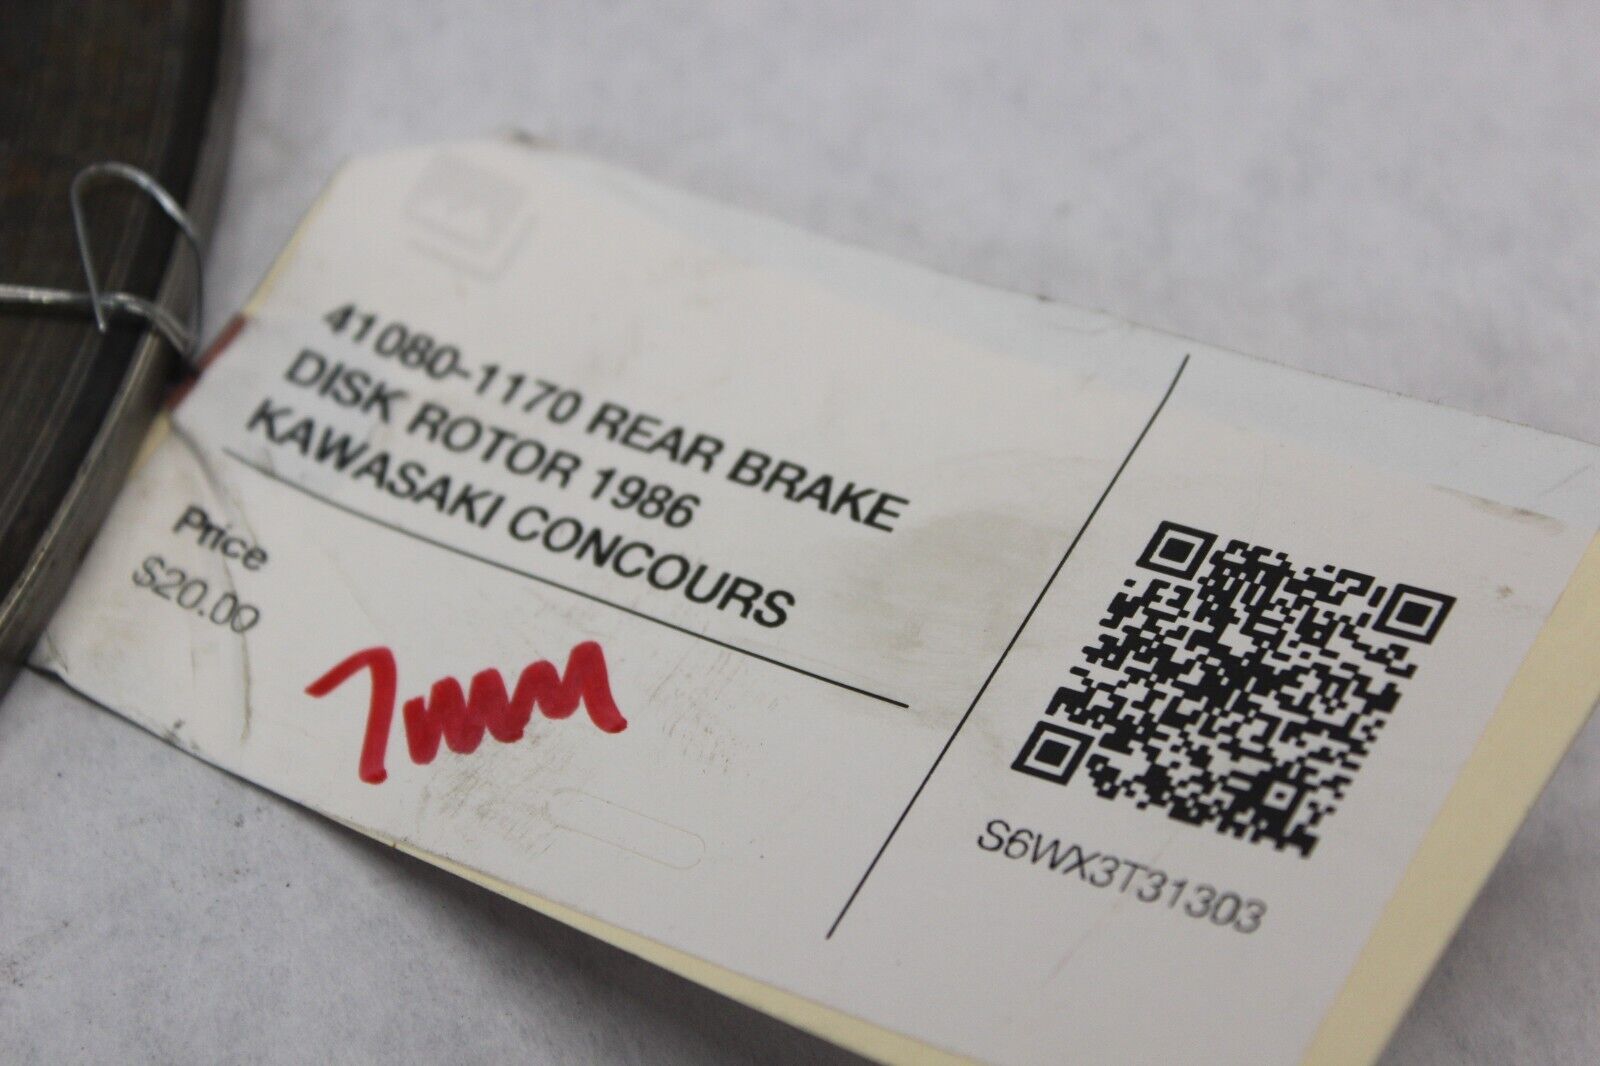 41080-1170 REAR BRAKE
DISK ROTOR 1986
KAWASAKI CONCOURS
Price
$20.00
7mm
S6WX3T31303